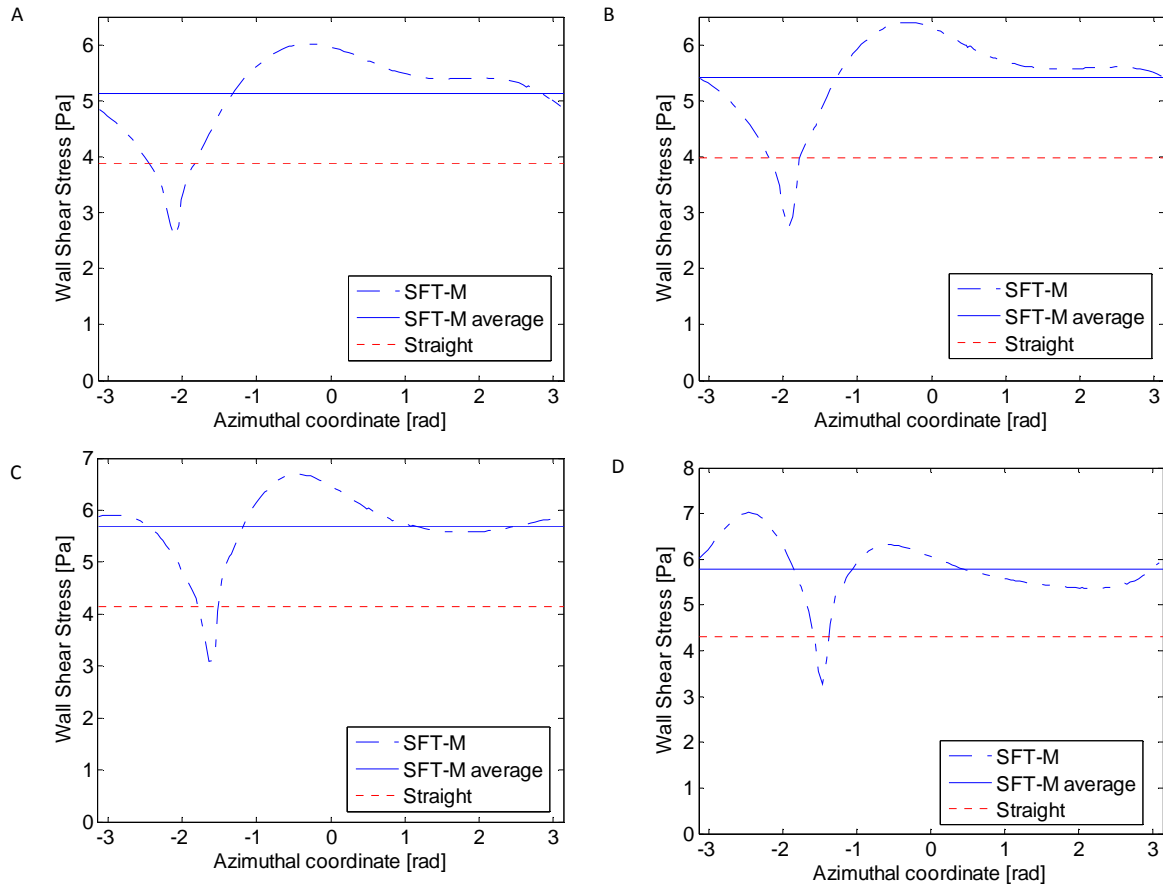 A
Wall Shear Stress [Pa]
6
5
4
3
2
1
0
-3 -2 -1 0 1 2 3
Azimuthal coordinate [rad]
SFT-M
SFT-M average
Straight
B
Wall Shear Stress [Pa]
6
5
4
3
2
1
0
-3 -2 -1 0 1 2 3
Azimuthal coordinate [rad]
SFT-M
SFT-M average
Straight
C
Wall Shear Stress [Pa]
7
6
5
4
3
2
1
0
-3 -2 -1 0 1 2 3
Azimuthal coordinate [rad]
SFT-M
SFT-M average
Straight
D
Wall Shear Stress [Pa]
8
7
6
5
4
3
2
1
0
-3 -2 -1 0 1 2 3
Azimuthal coordinate [rad]
SFT-M
SFT-M average
Straight